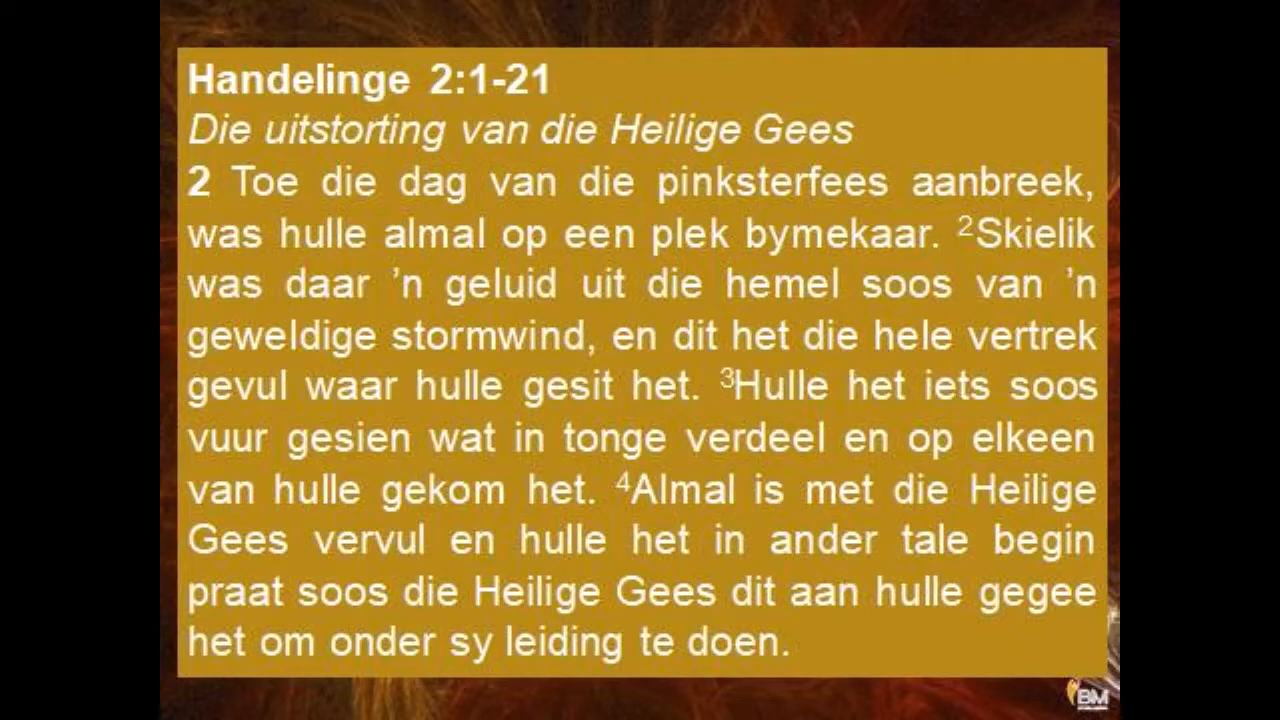 Handelinge 2:1-21
Die uitstorting van die Heilige Gees
2 Toe die dag van die pinksterfees aanbreek,
was hulle almal op een plek bymekaar. ²Skielik
was daar ’n geluid uit die hemel soos van ’n
geweldige stormwind, en dit het die hele vertrek
gevul waar hulle gesit het. ³Hulle het iets soos
vuur gesien wat in tonge verdeel en op elkeen
van hulle gekom het. ⁴Almal is met die Heilige
Gees vervul en hulle het in ander tale begin
praat soos die Heilige Gees dit aan hulle gegee
het om onder sy leiding te doen.
BM